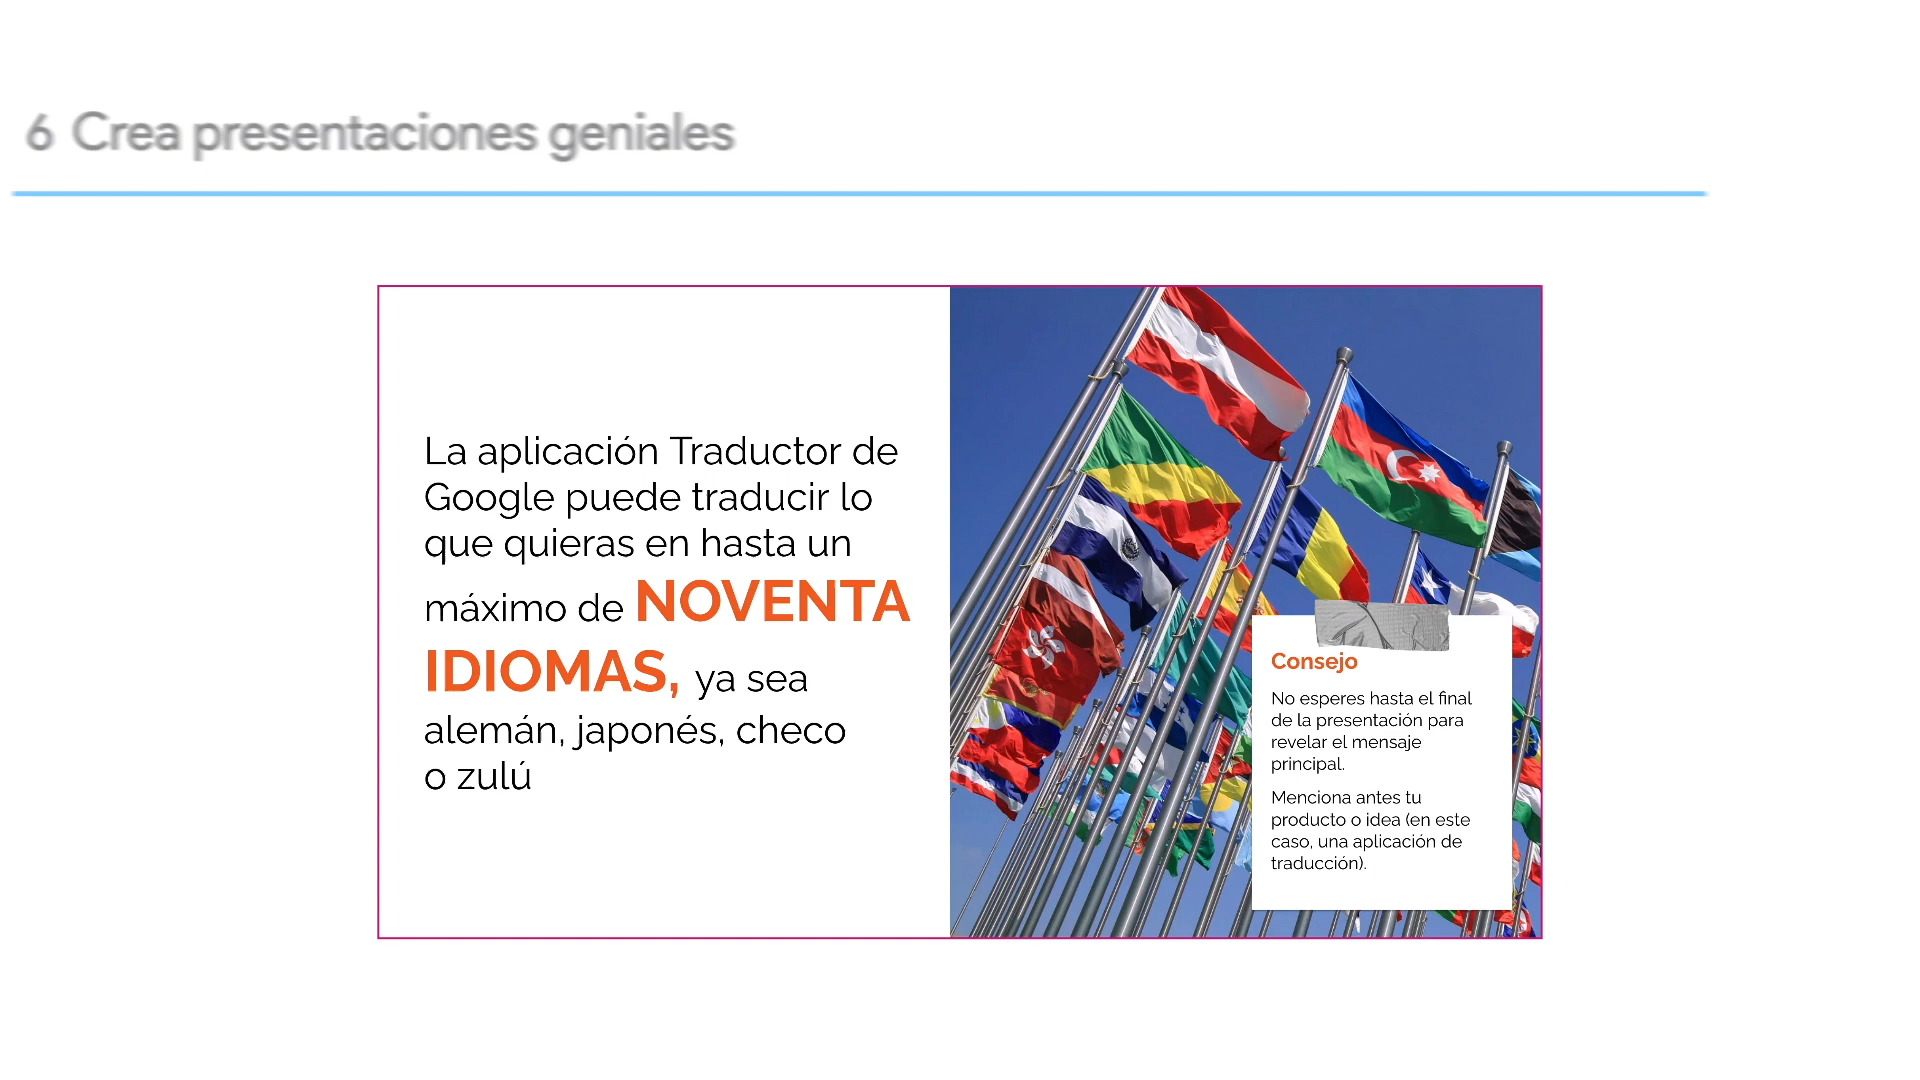 6 Crea presentaciones geniales
La aplicación Traductor de
Google puede traducir lo
que quieras en hasta un
máximo de NOVENTA
IDIOMAS, ya sea
alemán, japonés, checo
o zulú
Consejo
No esperes hasta el final
de la presentación para
revelar el mensaje
principal.
Menciona antes tu
producto o idea (en este
caso, una aplicación de
traducción).